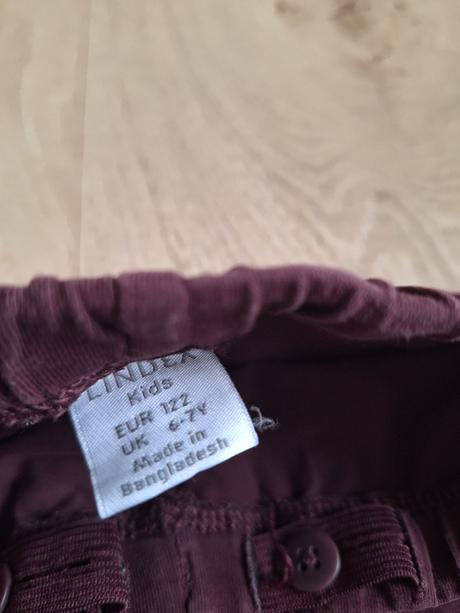 LINDEX
Kids
EUR 122
UK 6-7Y
Made in
Bangladesh